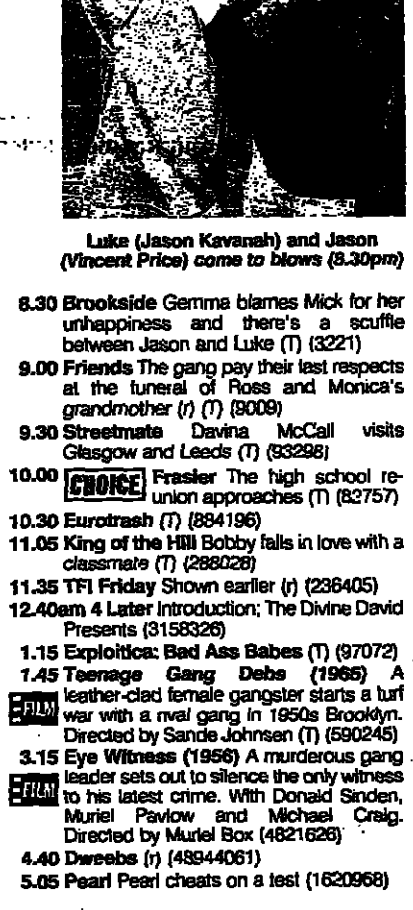 Luke (Jason Kavanah) and Jason
(Vincent Price) come to blows (8.30pm)
8.30 Brookside Gemma blames Mick for her
unhappiness and there's a scuffle
between Jason and Luke (T) (3221)
9.00 Friends The gang pay their last respects
at the funeral of Ross and Monica's
grandmother (r) (T) (9009)
9.30 Streetmate Davina McCall visits
Glasgow and Leeds (T) (93298)
10.00 CHOICE Frasier The high school re-
union approaches (T) (82757)
10.30 Eurotrash (T) (884196)
11.05 King of the Hill Bobby falls in love with a
classmate (T) (288028)
11.35 TFI Friday Shown earlier (r) (236405)
12.40am 4 Later Introduction; The Divine David
Presents (3158326)
1.15 Exploitica: Bad Ass Babes (T) (97072)
1.45 Teenage Gang Debs (1966) A
leather-clad female gangster starts a turf
FILM war with a rival gang in 1950s Brooklyn.
Directed by Sande Johnsen (T) (590245)
3.15 Eye Witness (1956) A murderous gang
leader sets out to silence the only witness
FILM to his latest crime. With Donald Sinden,
Muriel Pavlow and Michael Craig.
Directed by Muriel Box (4821626)
4.40 Dweebs (r) (48944061)
5.05 Pearl Pearl cheats on a test (1620968)